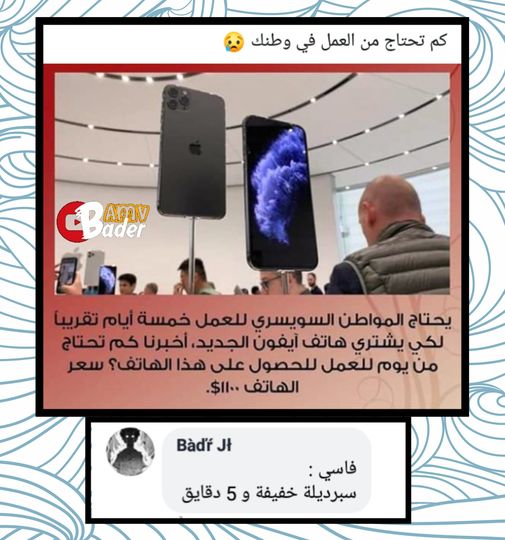 كم تحتاج من العمل في وطنك 😢
AMV
Bader
يحتاج المواطن السويسري للعمل خمسة أيام تقريباً
لكي يشتري هاتف آيفون الجديد، أخبرنا كم تحتاج
من يوم للعمل للحصول على هذا الهاتف؟ سعر
الهاتف ١١٠٠$.
Bàďŕ Jł
فاسي :
سبرديلة خفيفة و 5 دقايق